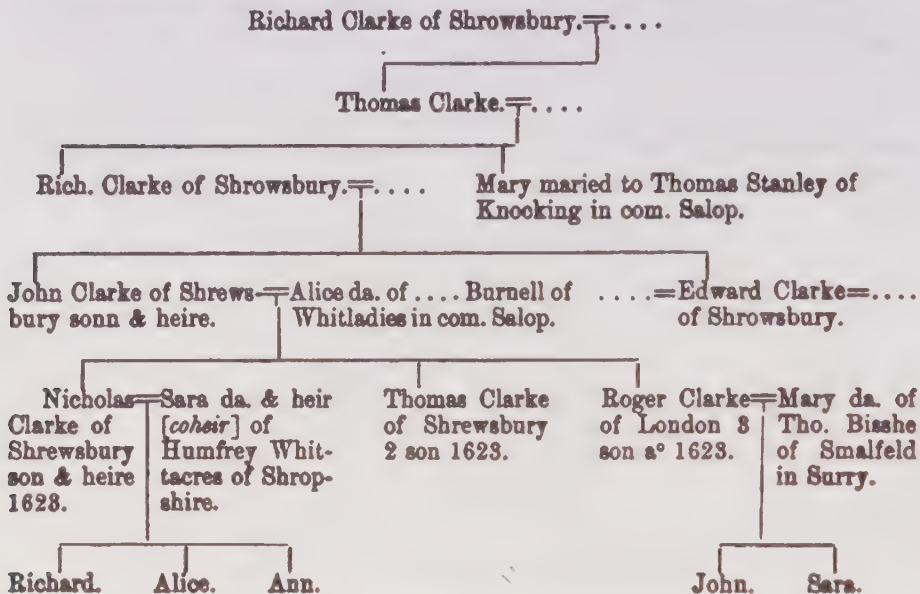 Richard Clarke of Shrowsbury.=....
Thomas Clarke.=....
Rich. Clarke of Shrowsbury.=....
Mary maried to Thomas Stanley of
Knocking in com. Salop.
John Clarke of Shrews-
bury sonn & heire.
=Alice da. of .... Burnell of
Whitladies in com. Salop.
....=Edward Clarke=....
of Shrowsbury.
Nicholas
Clarke of
Shrewsbury
son & heire
1623.
=Sara da. & heir
[coheir] of
Humfrey Whit-
tacres of Shrop-
shire.
Thomas Clarke
of Shrewsbury
2 son 1623.
Roger Clarke
of London 3
son a° 1623.
=Mary da. of
Tho. Bisshe
of Smalfeld
in Surry.
Richard. Alice. Ann.
John. Sara.